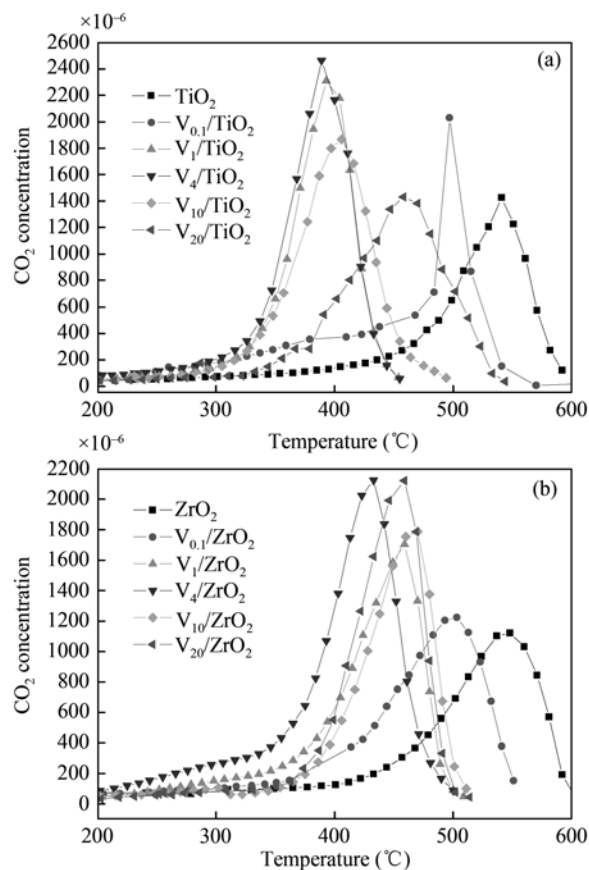 ×10⁻⁶
(a)
2600
2400
2200
2000
1800
1600
1400
1200
1000
800
600
400
200
0
CO₂ concentration
TiO₂
V₀.₁/TiO₂
V₁/TiO₂
V₄/TiO₂
V₁₀/TiO₂
V₂₀/TiO₂
200 300 400 500 600
Temperature (℃)
×10⁻⁶
(b)
2200
2000
1800
1600
1400
1200
1000
800
600
400
200
0
CO₂ concentration
ZrO₂
V₀.₁/ZrO₂
V₁/ZrO₂
V₄/ZrO₂
V₁₀/ZrO₂
V₂₀/ZrO₂
200 300 400 500 600
Temperature (℃)